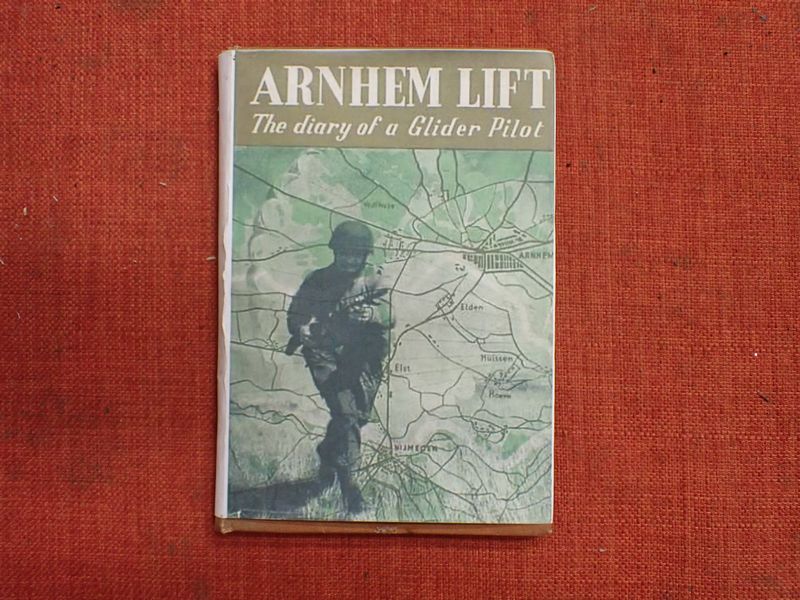 ARNHEM LIFT
The diary of a Glider Pilot
ARNHEM
Elden
Huissen
Elst
NIJMEGEN